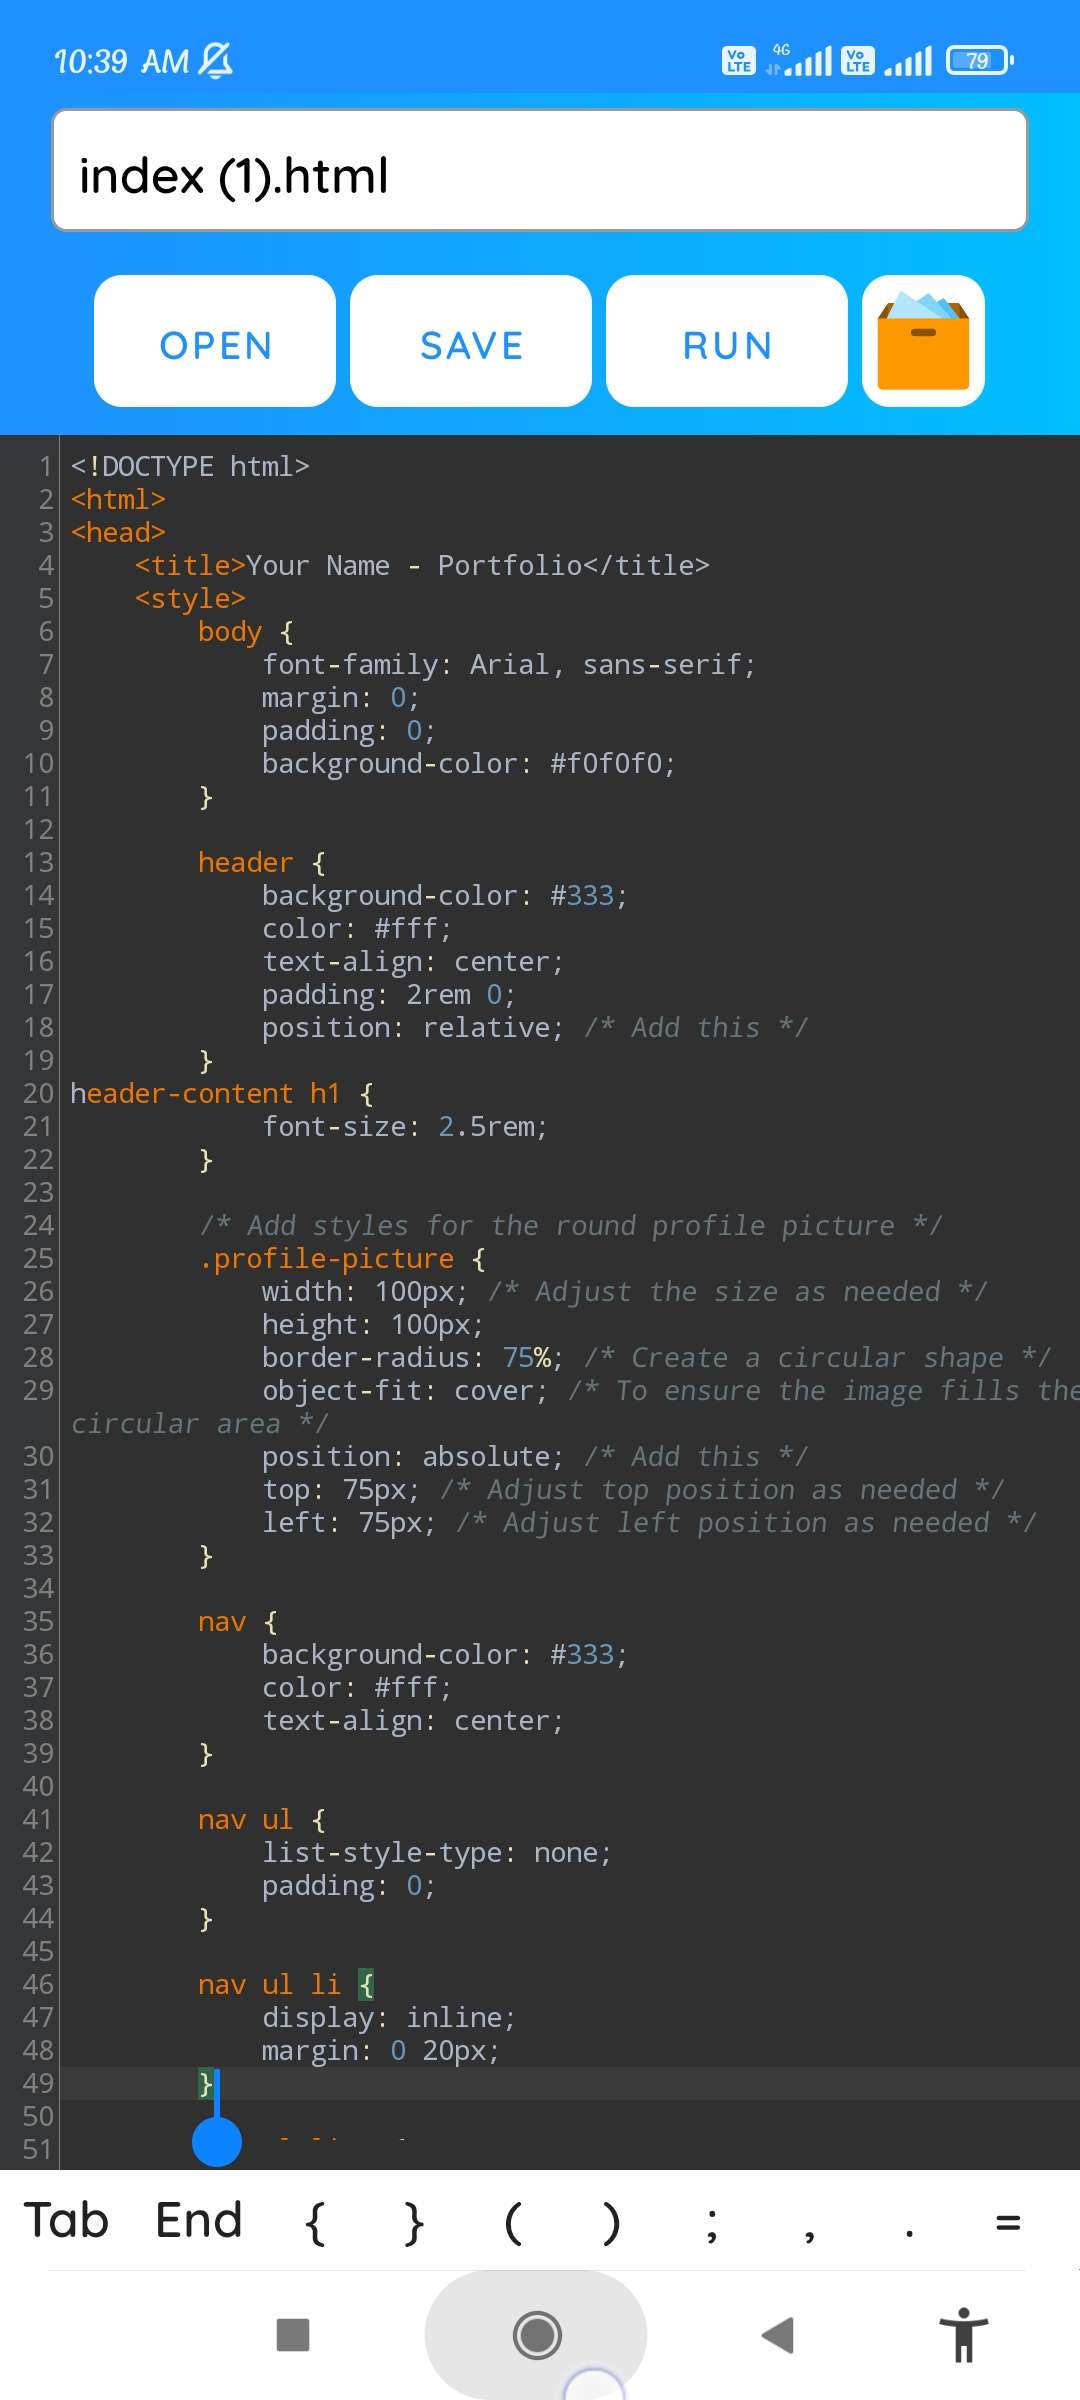 10:39 AM
Vo LTE 4G Vo LTE 79
index (1).html
OPEN SAVE RUN
1 <!DOCTYPE html>
2 <html>
3 <head>
4     <title>Your Name - Portfolio</title>
5     <style>
6         body {
7             font-family: Arial, sans-serif;
8             margin: 0;
9             padding: 0;
10             background-color: #f0f0f0;
11         }
12
13         header {
14             background-color: #333;
15             color: #fff;
16             text-align: center;
17             padding: 2rem 0;
18             position: relative; /* Add this */
19         }
20 header-content h1 {
21             font-size: 2.5rem;
22         }
23
24         /* Add styles for the round profile picture */
25         .profile-picture {
26             width: 100px; /* Adjust the size as needed */
27             height: 100px;
28             border-radius: 75%; /* Create a circular shape */
29             object-fit: cover; /* To ensure the image fills the
circular area */
30             position: absolute; /* Add this */
31             top: 75px; /* Adjust top position as needed */
32             left: 75px; /* Adjust left position as needed */
33         }
34
35         nav {
36             background-color: #333;
37             color: #fff;
38             text-align: center;
39         }
40
41         nav ul {
42             list-style-type: none;
43             padding: 0;
44         }
45
46         nav ul li {
47             display: inline;
48             margin: 0 20px;
49         }
50
51
Tab End { } ( ) ; , . =